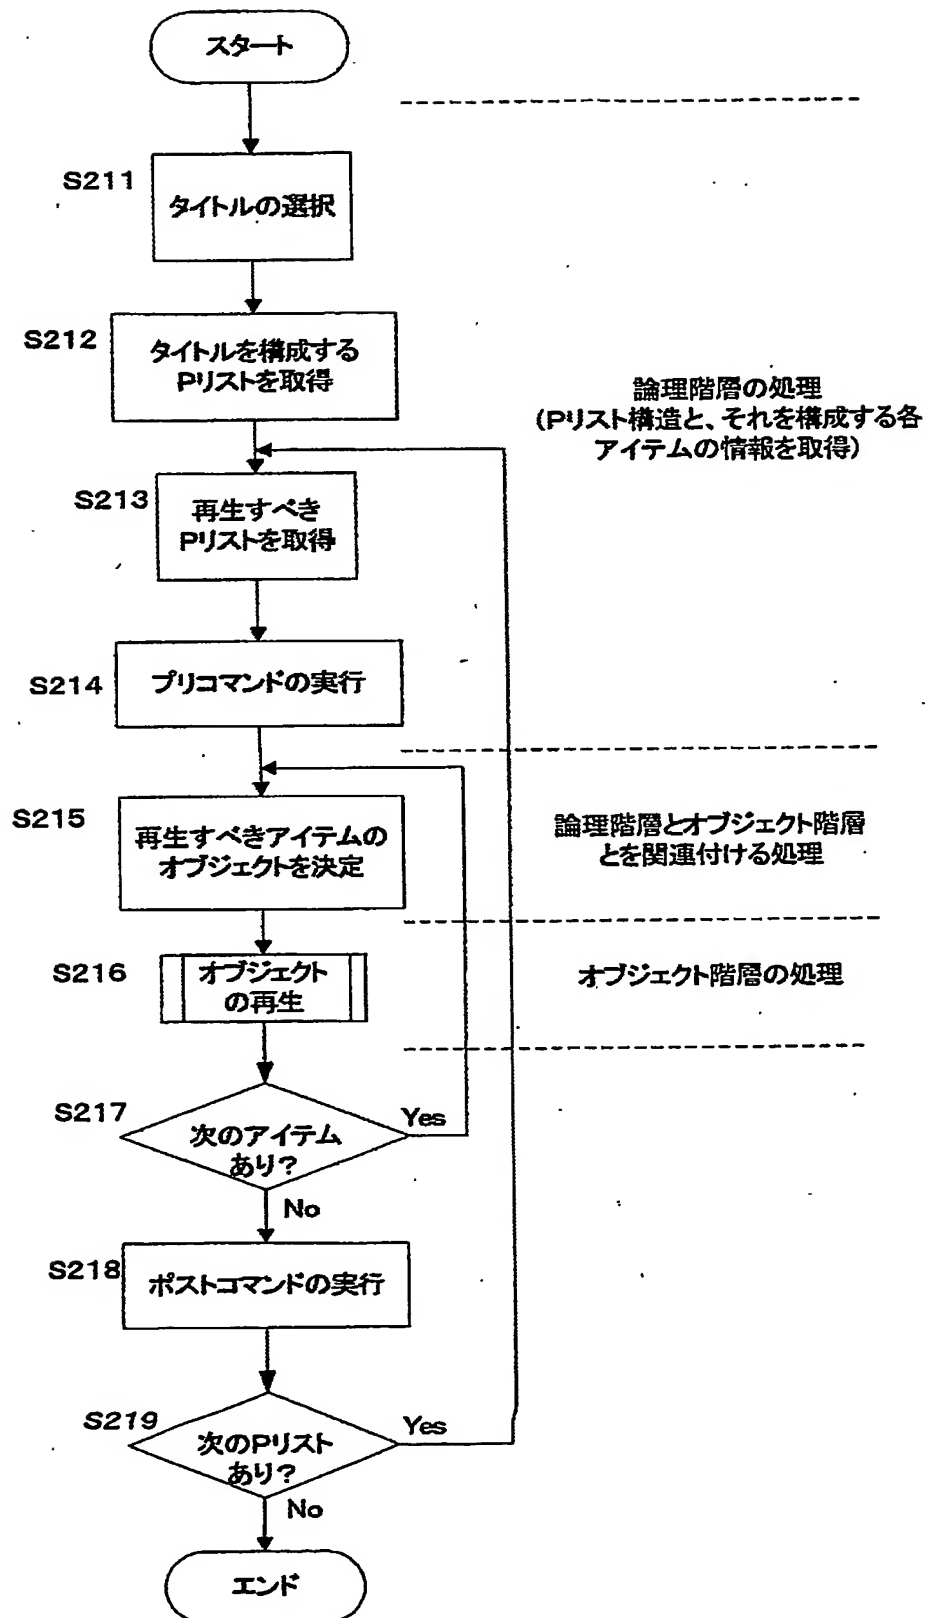 スタート
S211
タイトルの選択
S212
タイトルを構成する
Pリストを取得
論理階層の処理
(Pリスト構造と、それを構成する各
アイテムの情報を取得)
S213
再生すべき
Pリストを取得
S214
プリコマンドの実行
S215
再生すべきアイテムの
オブジェクトを決定
論理階層とオブジェクト階層
とを関連付ける処理
S216
オブジェクト
の再生
オブジェクト階層の処理
S217
次のアイテム
あり?
Yes
No
S218
ポストコマンドの実行
S219
次のPリスト
あり?
Yes
No
エンド